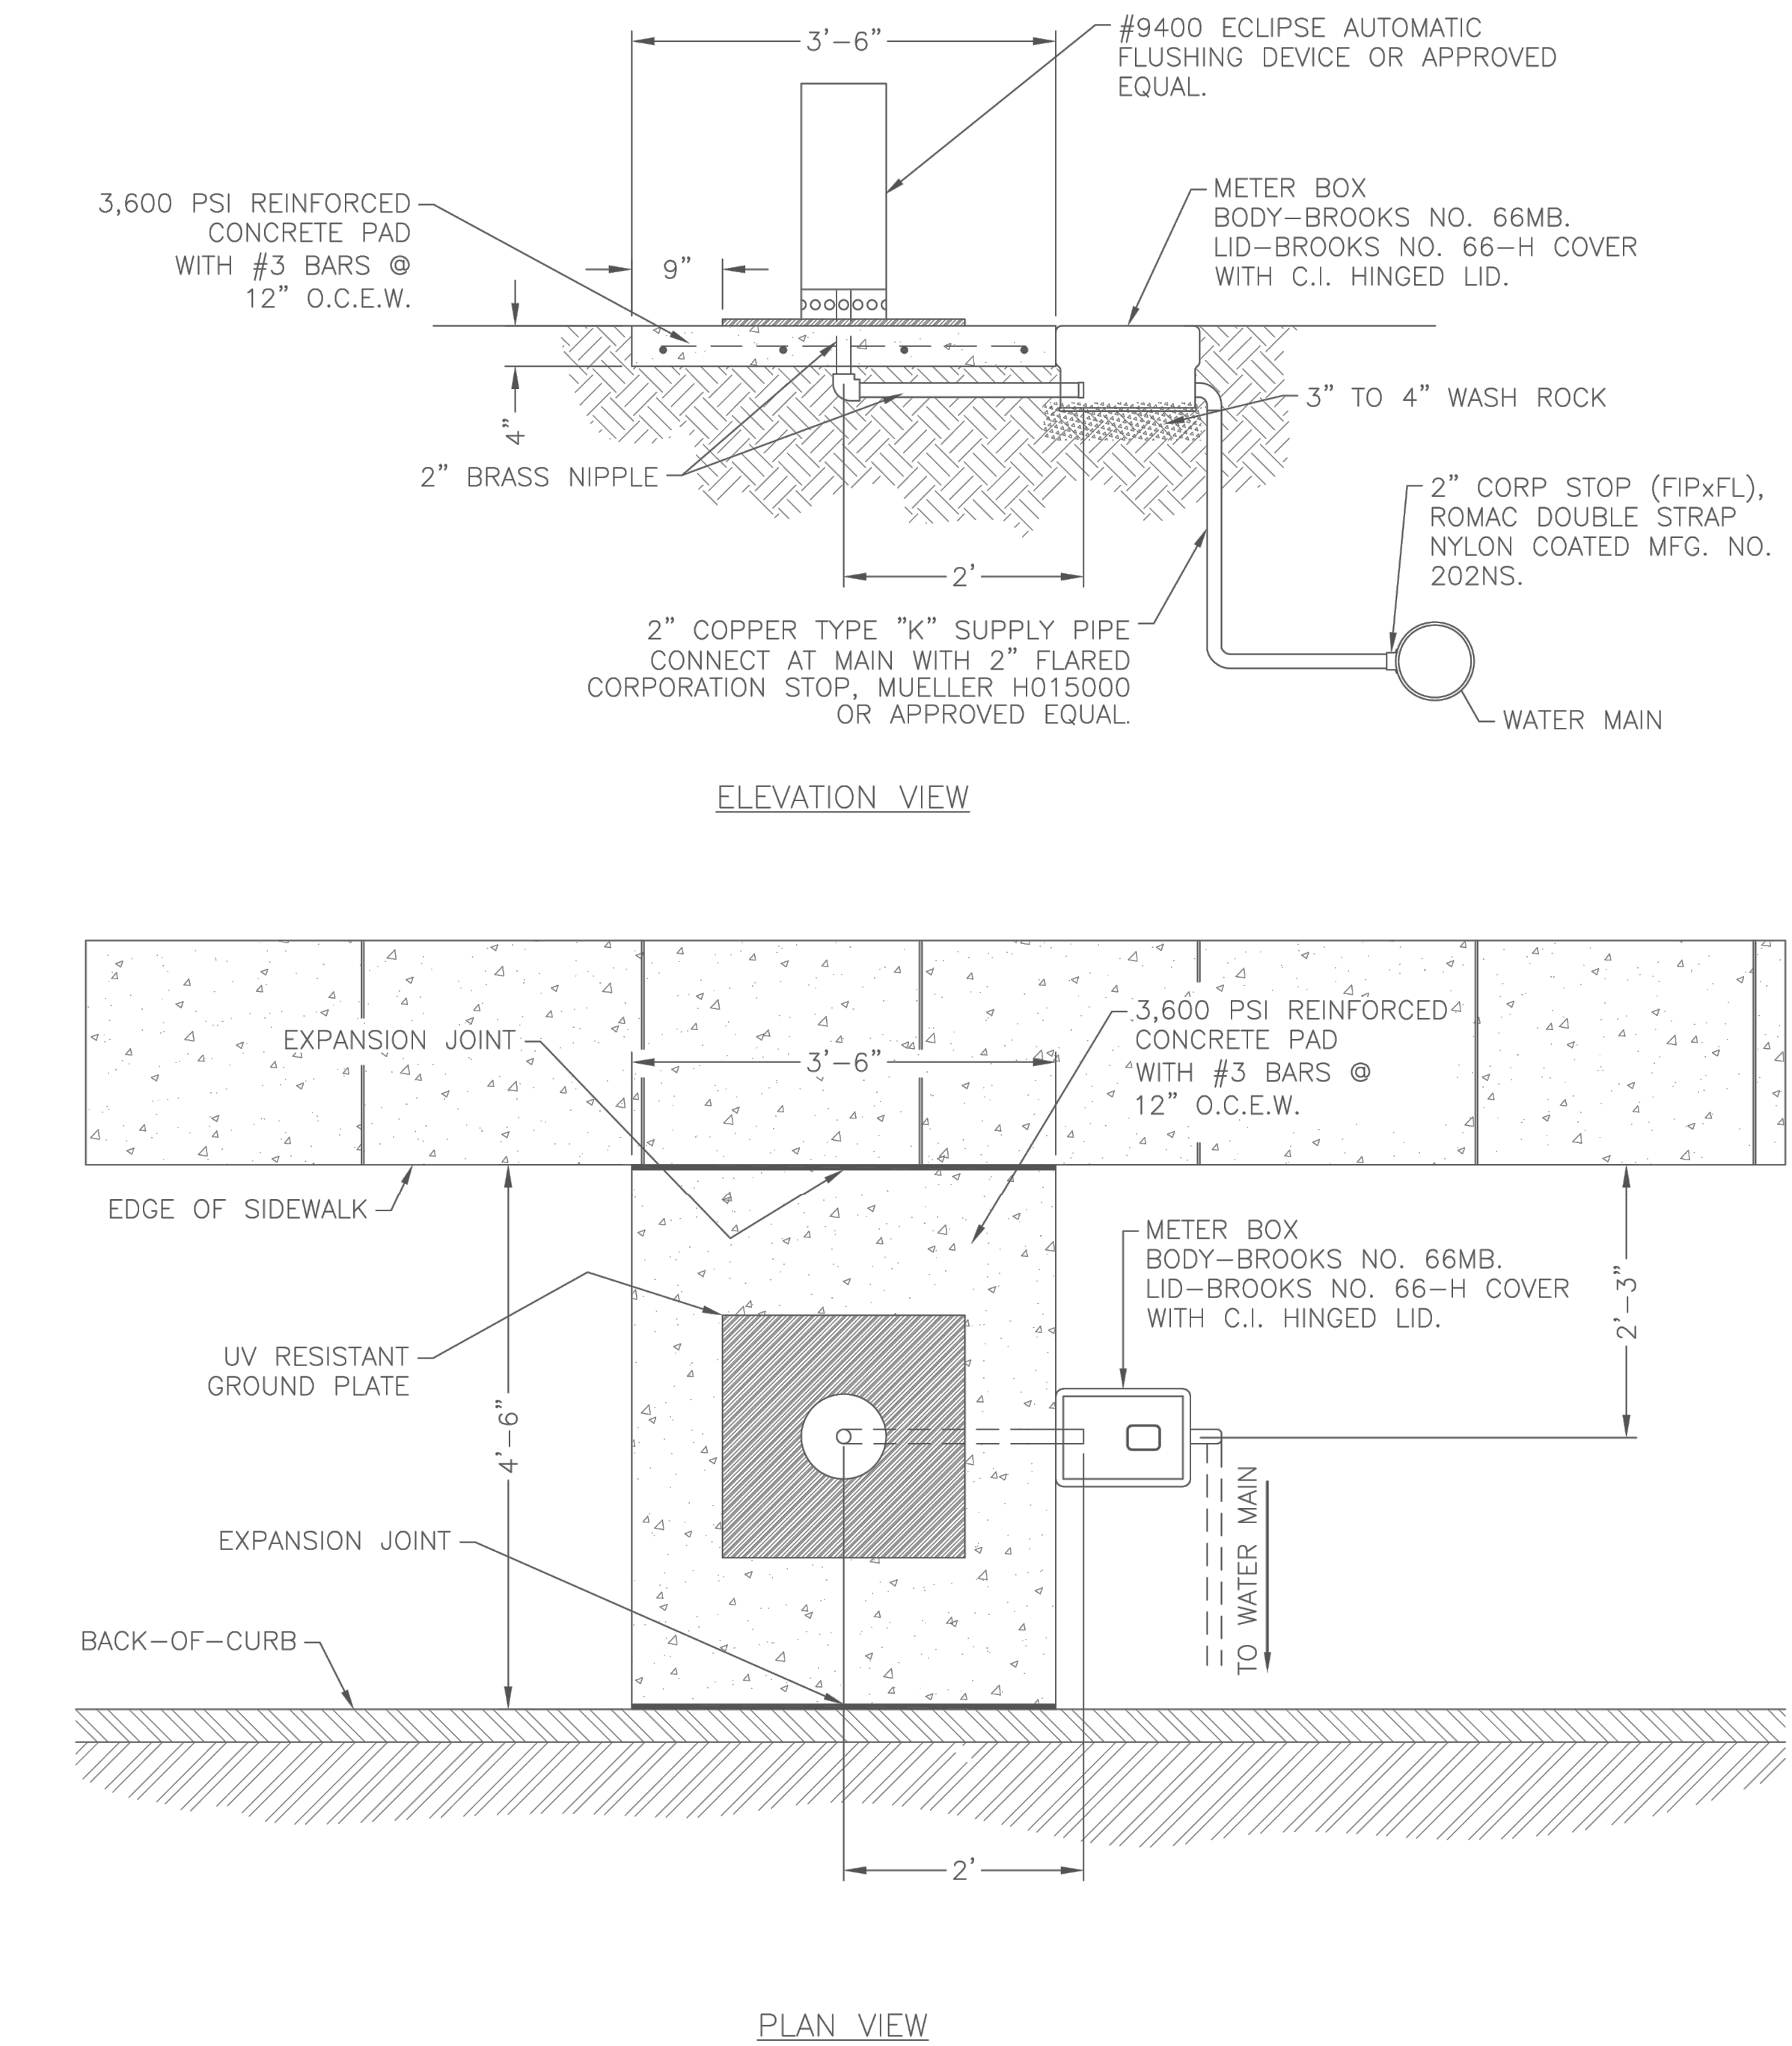 3'-6"
#9400 ECLIPSE AUTOMATIC
FLUSHING DEVICE OR APPROVED
EQUAL.
3,600 PSI REINFORCED
CONCRETE PAD
WITH #3 BARS @
12" O.C.E.W.
9"
METER BOX
BODY-BROOKS NO. 66MB.
LID-BROOKS NO. 66-H COVER
WITH C.I. HINGED LID.
4"
3" TO 4" WASH ROCK
2" BRASS NIPPLE
2" CORP STOP (FIPxFL),
ROMAC DOUBLE STRAP
NYLON COATED MFG. NO.
202NS.
2'
2" COPPER TYPE "K" SUPPLY PIPE
CONNECT AT MAIN WITH 2" FLARED
CORPORATION STOP, MUELLER H015000
OR APPROVED EQUAL.
WATER MAIN
ELEVATION VIEW
EXPANSION JOINT
3'-6"
3,600 PSI REINFORCED
CONCRETE PAD
WITH #3 BARS @
12" O.C.E.W.
EDGE OF SIDEWALK
METER BOX
BODY-BROOKS NO. 66MB.
LID-BROOKS NO. 66-H COVER
WITH C.I. HINGED LID.
2'-3"
UV RESISTANT
GROUND PLATE
4'-6"
EXPANSION JOINT
TO WATER MAIN
BACK-OF-CURB
2'
PLAN VIEW